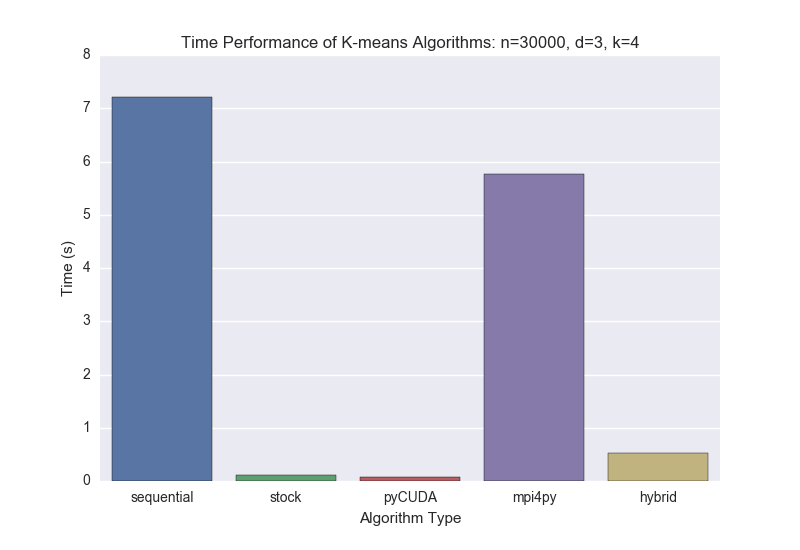 Time Performance of K-means Algorithms: n=30000, d=3, k=4
8
7
6
5
4
3
2
1
0
Time (s)
sequential stock pyCUDA mpi4py hybrid
Algorithm Type